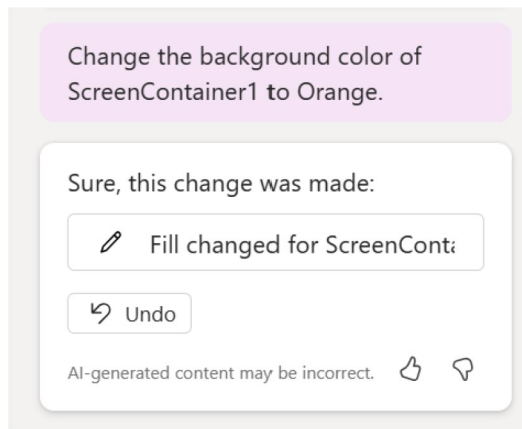 Change the background color of
ScreenContainer1 to Orange.
Sure, this change was made:
Fill changed for ScreenConta
Undo
AI-generated content may be incorrect.